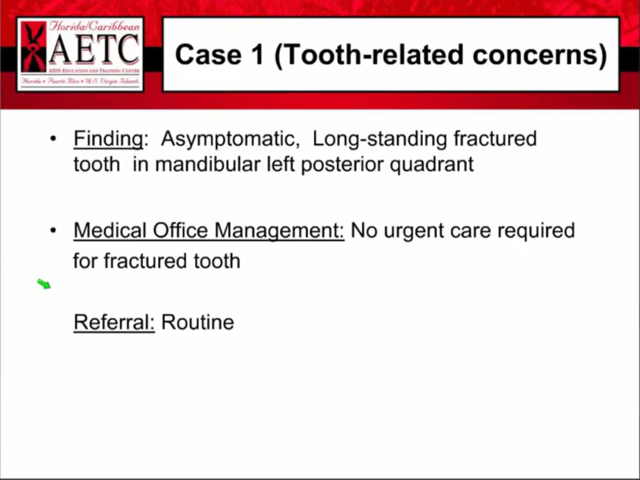 Florida/Caribbean
AETC
AIDS EDUCATION AND TRAINING CENTER
Florida • Puerto Rico • U.S. Virgin Islands
Case 1 (Tooth-related concerns)
• Finding: Asymptomatic, Long-standing fractured
tooth in mandibular left posterior quadrant
• Medical Office Management: No urgent care required
for fractured tooth
Referral: Routine